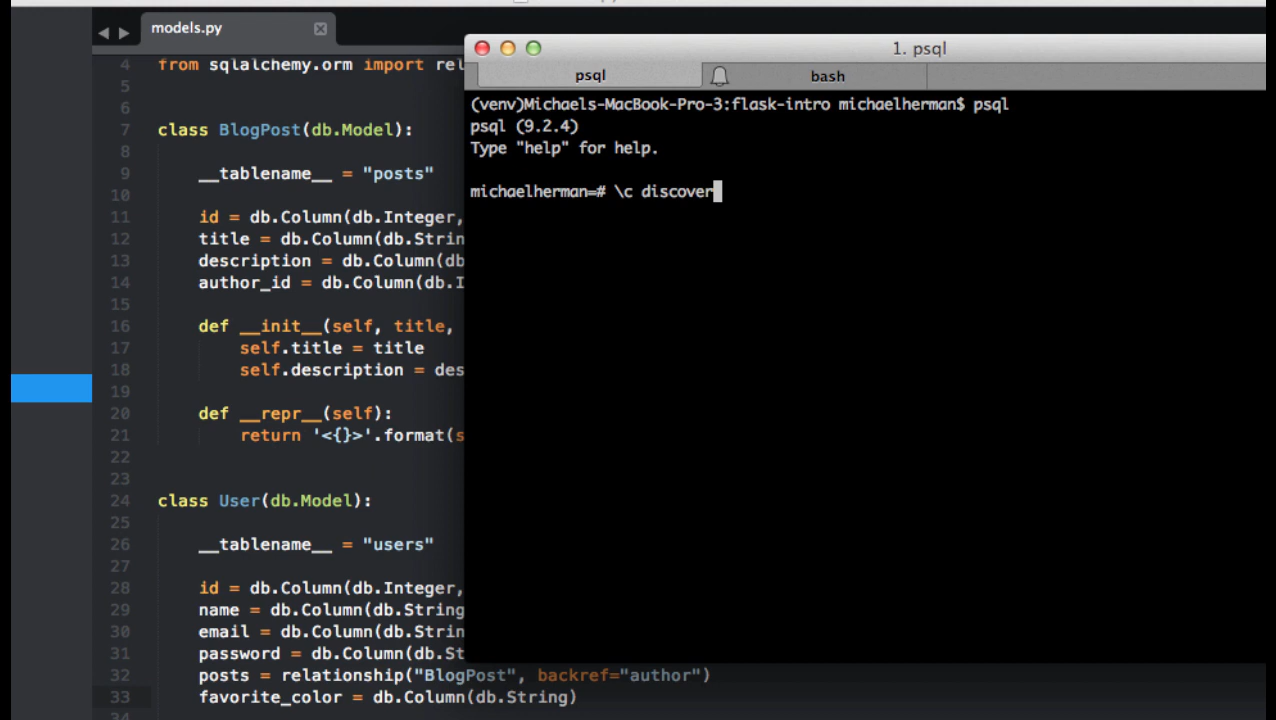 models.py
4 from sqlalchemy.orm import rel
5
6
7 class BlogPost(db.Model):
8
9 __tablename__ = "posts"
10
11 id = db.Column(db.Integer,
12 title = db.Column(db.Strin
13 description = db.Column(db
14 author_id = db.Column(db.I
15
16 def __init__(self, title,
17 self.title = title
18 self.description = des
19
20 def __repr__(self):
21 return '<{}>'.format(s
22
23
24 class User(db.Model):
25
26 __tablename__ = "users"
27
28 id = db.Column(db.Integer,
29 name = db.Column(db.String
30 email = db.Column(db.Strin
31 password = db.Column(db.St
32 posts = relationship("BlogPost", backref="author")
33 favorite_color = db.Column(db.String)
34
1. psql
psql
bash
(venv)Michaels-MacBook-Pro-3:flask-intro michaelherman$ psql
psql (9.2.4)
Type "help" for help.
michaelherman=# \c discover